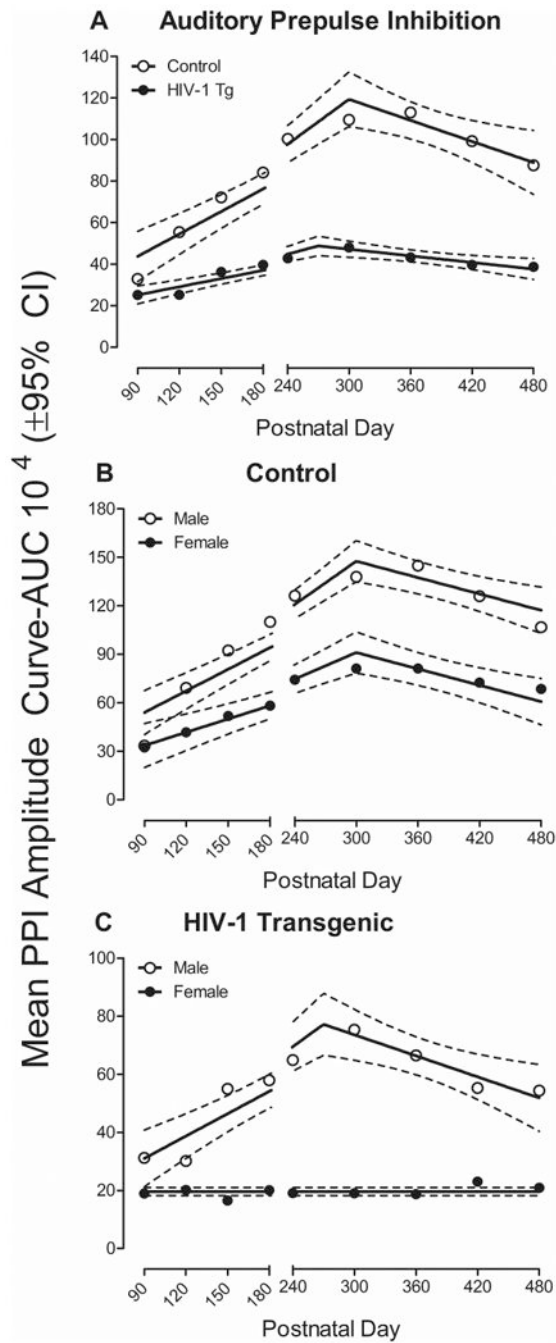 Mean PPI Amplitude Curve-AUC 10 4 (±95% CI)
A Auditory Prepulse Inhibition
Control
HIV-1 Tg
140
120
100
80
60
40
20
0
90 120 150 180 240 300 360 420 480
Postnatal Day
B Control
Male
Female
180
150
120
90
60
30
0
90 120 150 180 240 300 360 420 480
Postnatal Day
C HIV-1 Transgenic
Male
Female
100
80
60
40
20
0
90 120 150 180 240 300 360 420 480
Postnatal Day